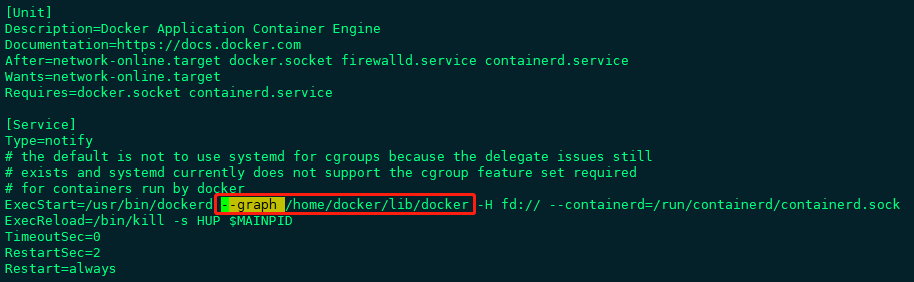 [Unit]
Description=Docker Application Container Engine
Documentation=https://docs.docker.com
After=network-online.target docker.socket firewalld.service containerd.service
Wants=network-online.target
Requires=docker.socket containerd.service
[Service]
Type=notify
# the default is not to use systemd for cgroups because the delegate issues still
# exists and systemd currently does not support the cgroup feature set required
# for containers run by docker
ExecStart=/usr/bin/dockerd --graph /home/docker/lib/docker -H fd:// --containerd=/run/containerd/containerd.sock
ExecReload=/bin/kill -s HUP $MAINPID
TimeoutSec=0
RestartSec=2
Restart=always